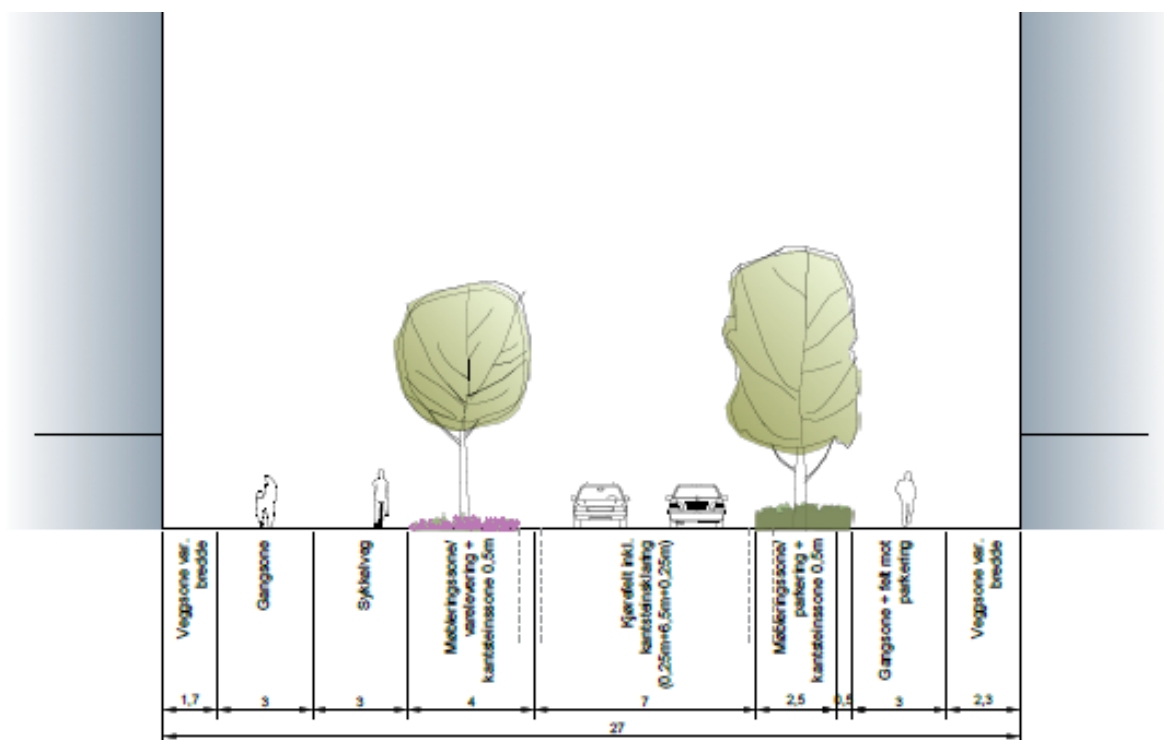 Veggsone var.
bredde
Gangsone
Sykkelveg
Møbleringssone/
varelevering +
kantsteinssone 0,5m
Kjørefelt inkl.
kantsteinsklaring
(0,25m+6,5m+0,25m)
Møbleringssone/
parkering +
kantsteinssone 0,5m
Gangsone + felt mot
parkering
Veggsone var.
bredde
1,7
3
3
4
7
2,5
0,5
3
2,3
27